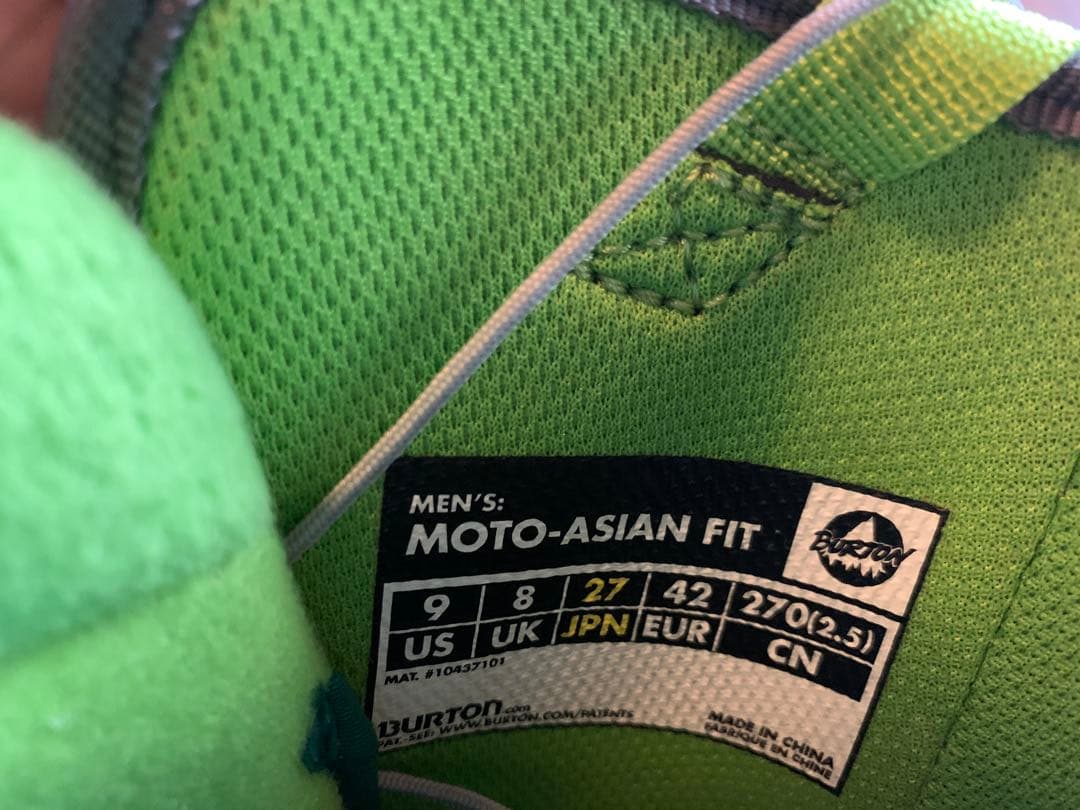 MEN'S:
MOTO-ASIAN FIT
BURTON
9 8 27 42 270(2.5)
US UK JPN EUR CN
MAT. #10437101
BURTON.com
PAT. SEE: WWW.BURTON.COM/PATENTS
MADE IN CHINA
FABRIQUÉ EN CHINE